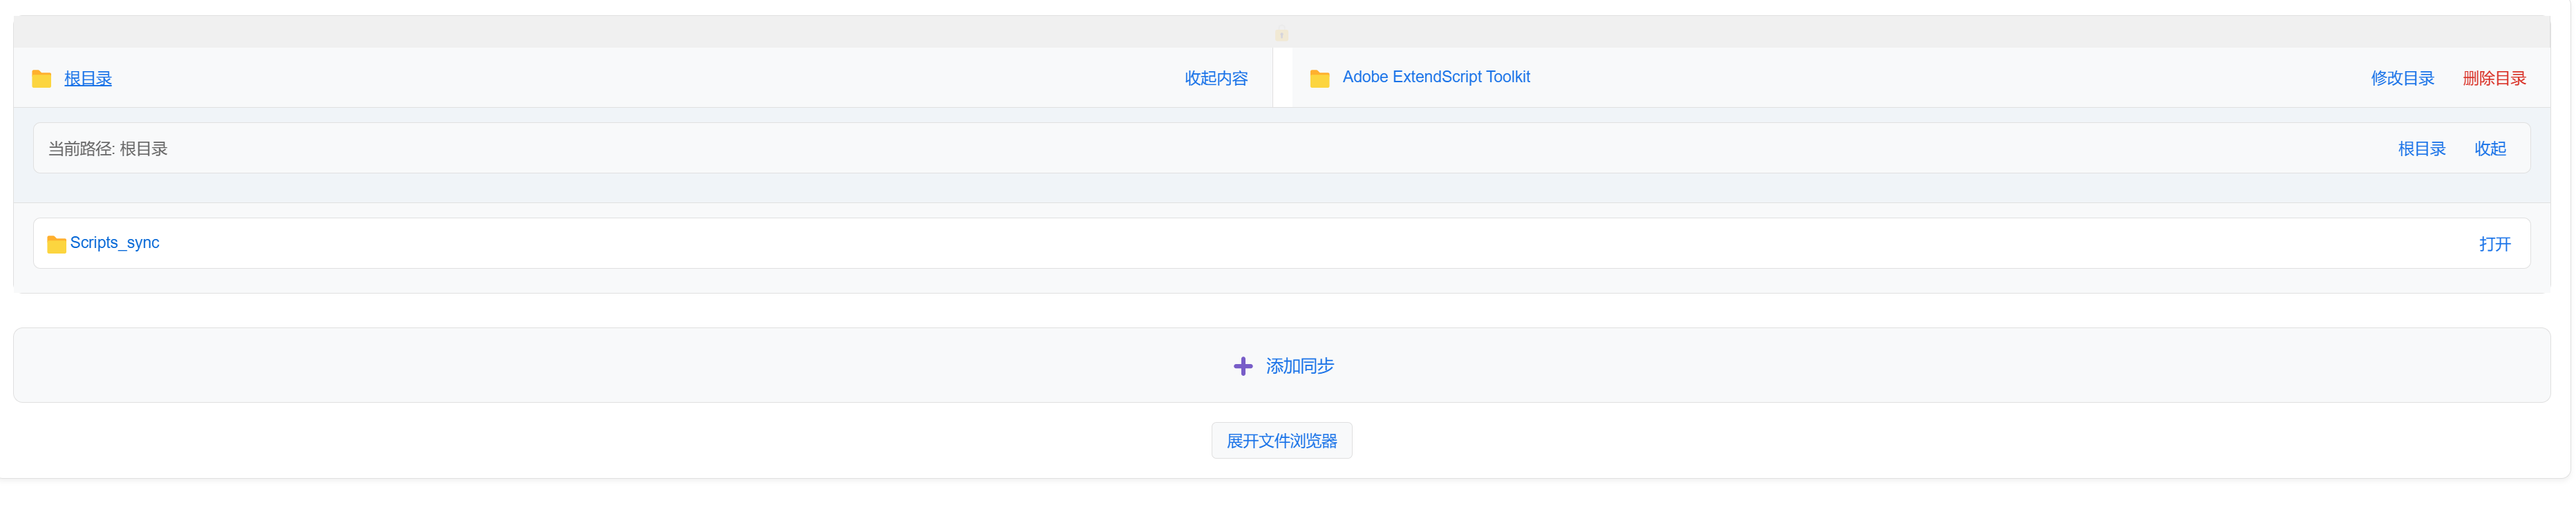 根目录 收起内容 Adobe ExtendScript Toolkit 修改目录 删除目录
当前路径: 根目录 根目录 收起
Scripts_sync 打开
添加同步
展开文件浏览器